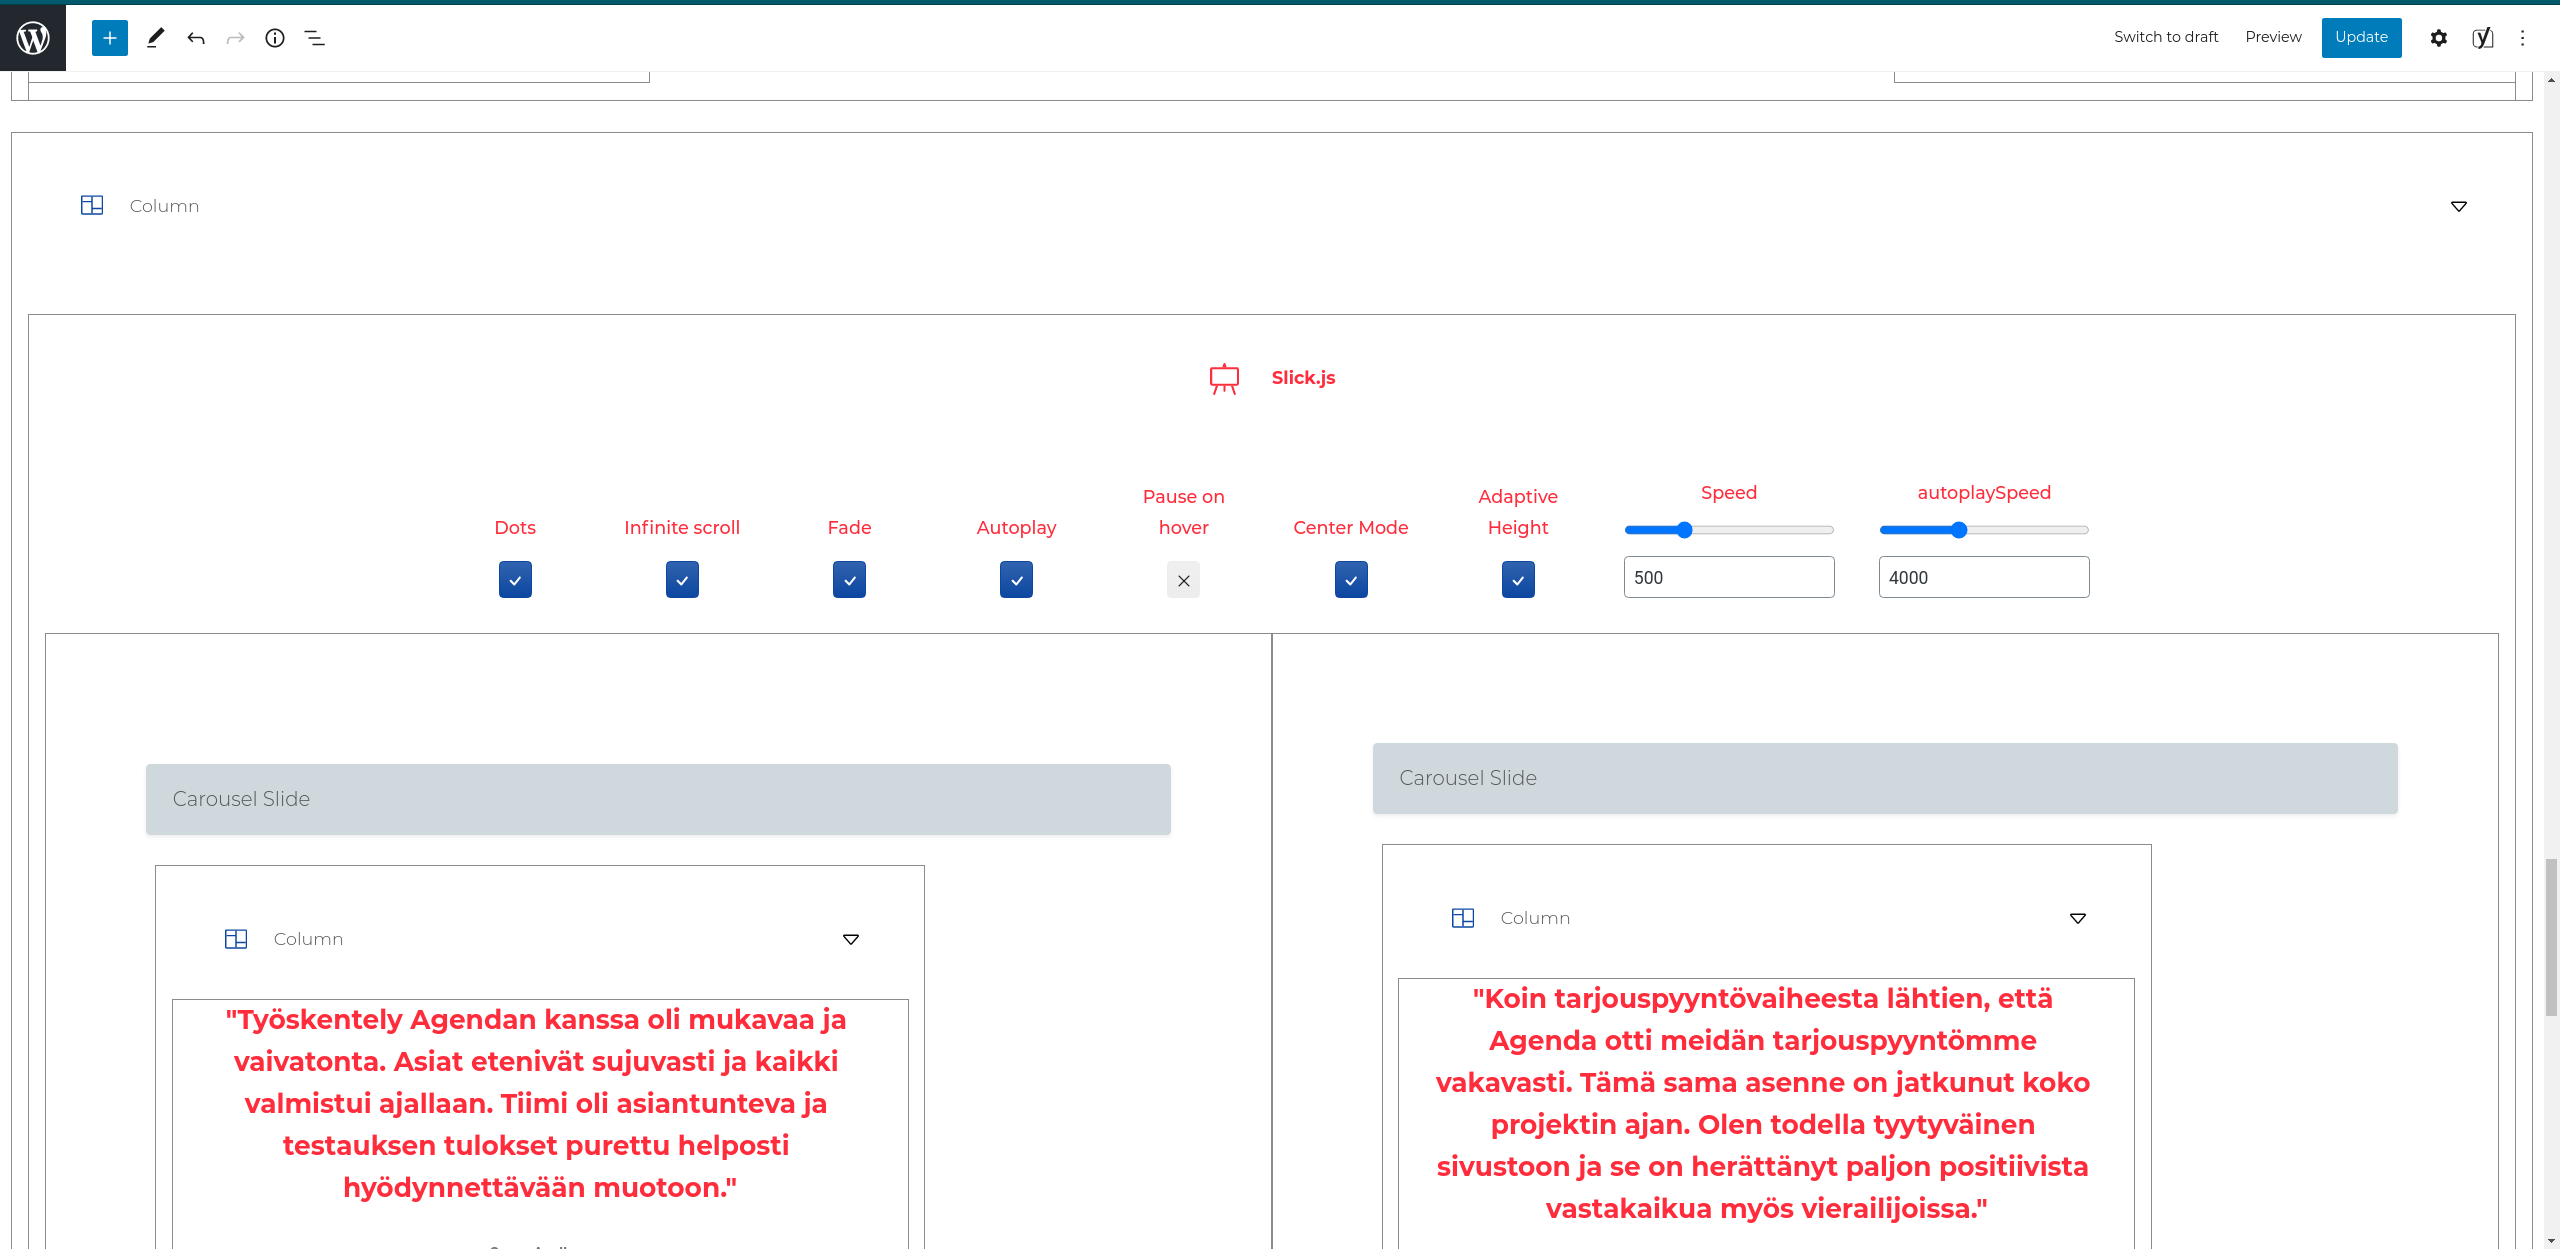 Switch to draft
Preview
Update
Column
Slick.js
Dots
Infinite scroll
Fade
Autoplay
Pause on
hover
Center Mode
Adaptive
Height
Speed
autoplaySpeed
500
4000
Carousel Slide
Column
"Työskentely Agendan kanssa oli mukavaa ja
vaivatonta. Asiat etenivät sujuvasti ja kaikki
valmistui ajallaan. Tiimi oli asiantunteva ja
testauksen tulokset purettu helposti
hyödynnettävään muotoon."
Carousel Slide
Column
"Koin tarjouspyyntövaiheesta lähtien, että
Agenda otti meidän tarjouspyyntömme
vakavasti. Tämä sama asenne on jatkunut koko
projektin ajan. Olen todella tyytyväinen
sivustoon ja se on herättänyt paljon positiivista
vastakaikua myös vierailijoissa."